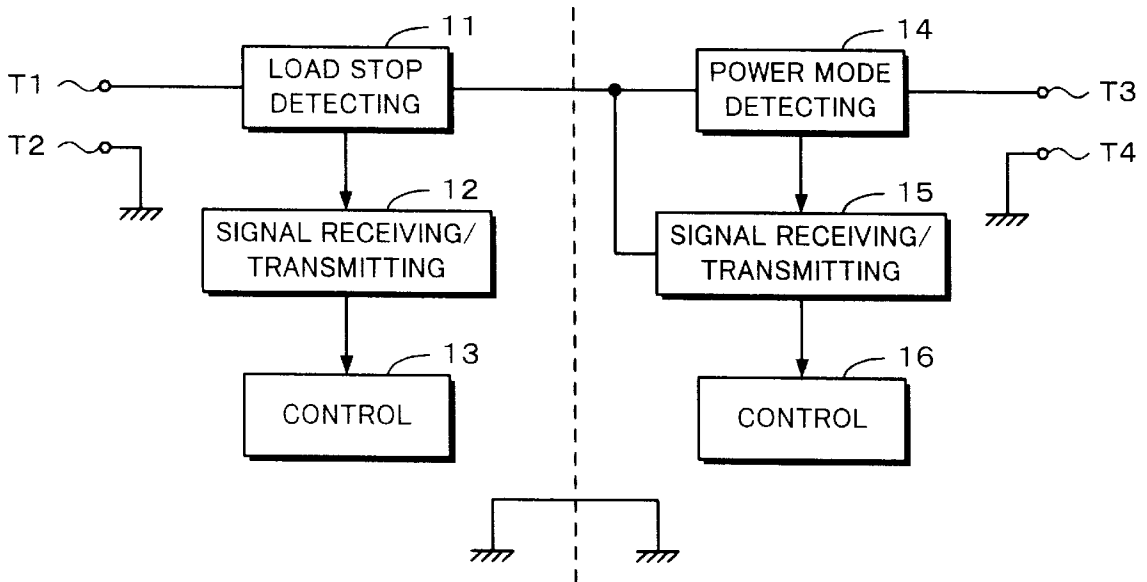 11
LOAD STOP
DETECTING
14
POWER MODE
DETECTING
T1
T2
T3
T4
12
SIGNAL RECEIVING/
TRANSMITTING
15
SIGNAL RECEIVING/
TRANSMITTING
13
CONTROL
16
CONTROL